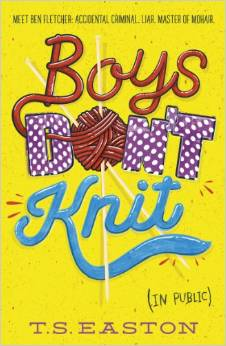 MEET BEN FLETCHER: ACCIDENTAL CRIMINAL. LIAR. MASTER OF MOHAIR.
Boys
DON'T
Knit
(IN PUBLIC)
T.S. EASTON